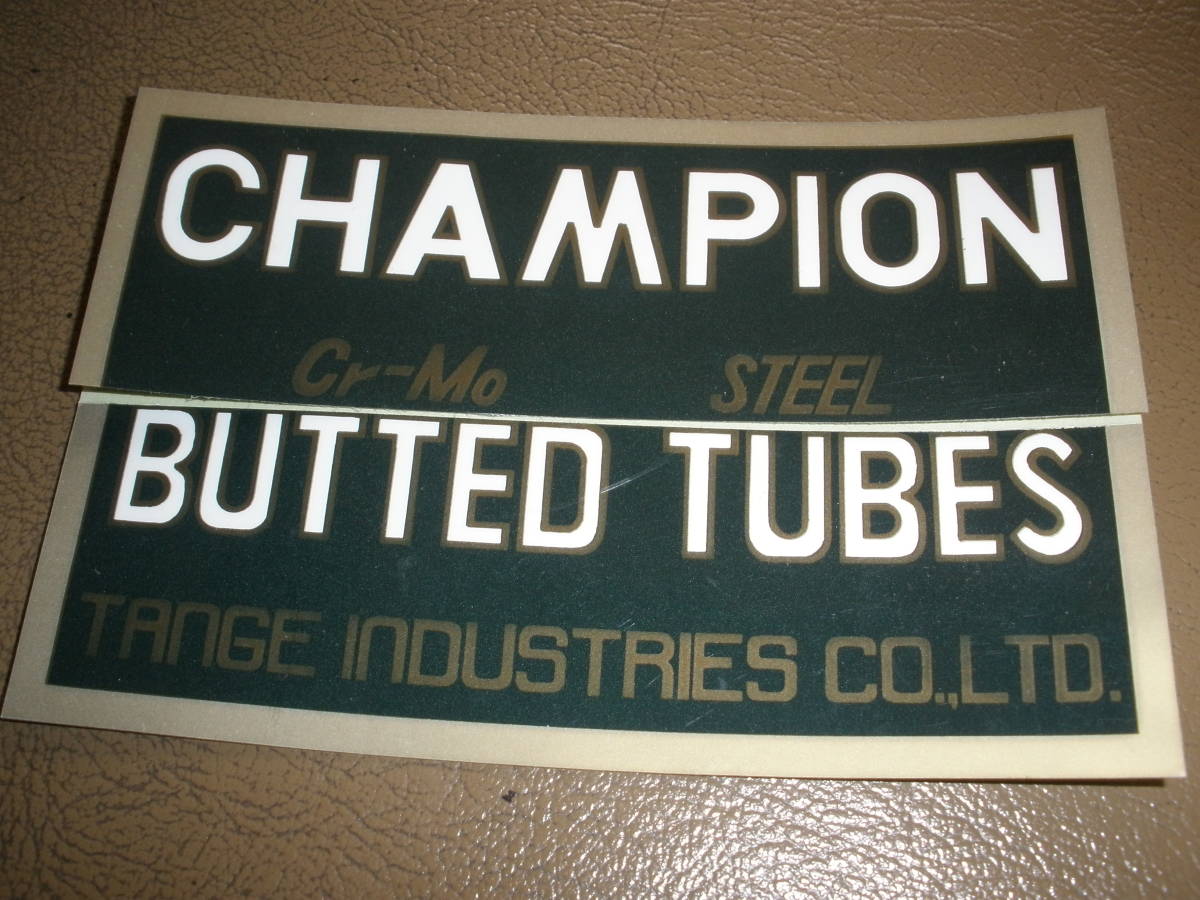 CHAMPION
Cr-Mo STEEL
BUTTED TUBES
TANGE INDUSTRIES CO.,LTD.